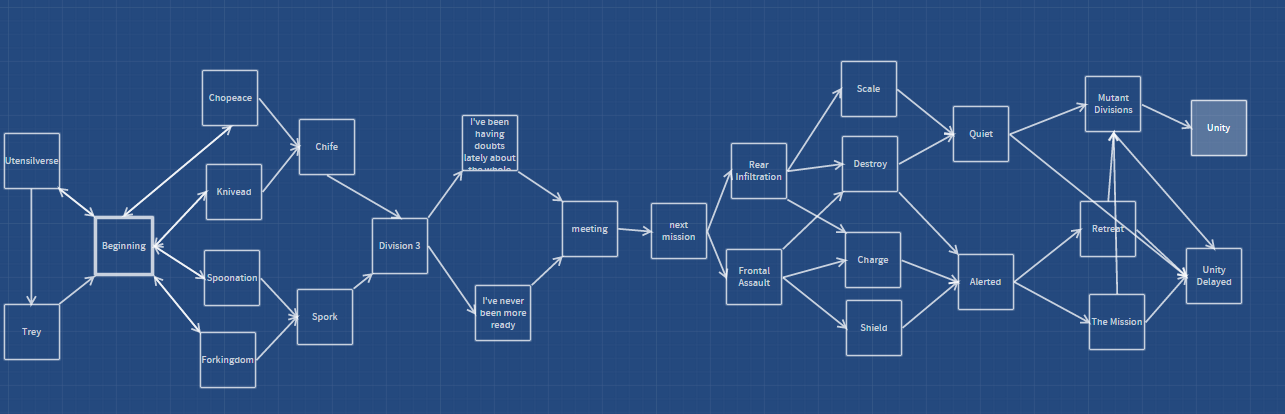 Utensilverse
Trey
Beginning
Chopeace
Knivead
Spoonation
Forkingdom
Chife
Spork
Division 3
I've been
having
doubts
lately about
the whole
I've never
been more
ready
meeting
next
mission
Rear
Infiltration
Frontal
Assault
Scale
Destroy
Charge
Shield
Quiet
Alerted
Mutant
Divisions
Retreat
The Mission
Unity
Unity
Delayed